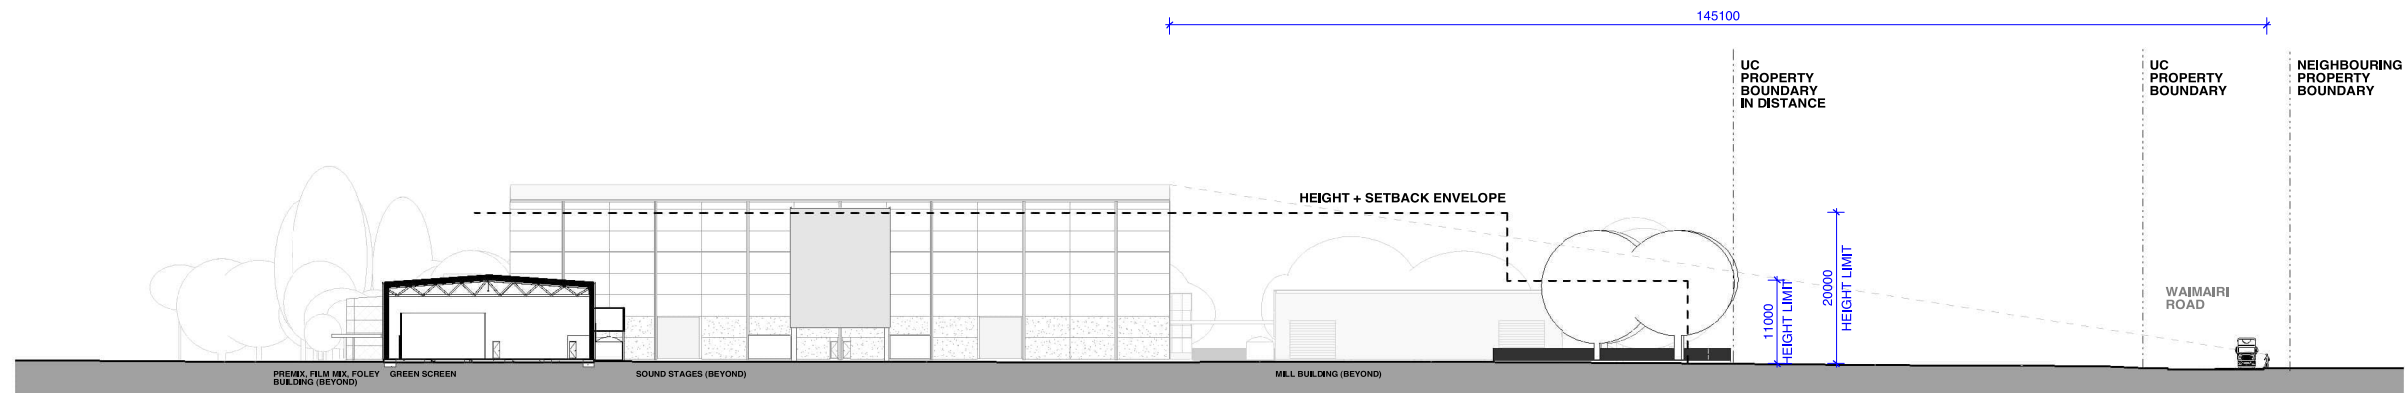 145100
UC
PROPERTY
BOUNDARY
IN DISTANCE
UC
PROPERTY
BOUNDARY
NEIGHBOURING
PROPERTY
BOUNDARY
HEIGHT + SETBACK ENVELOPE
11000
HEIGHT LIMIT
20000
HEIGHT LIMIT
WAIMAIRI
ROAD
PREMIX, FILM MIX, FOLEY
BUILDING (BEYOND)
GREEN SCREEN
SOUND STAGES (BEYOND)
MILL BUILDING (BEYOND)